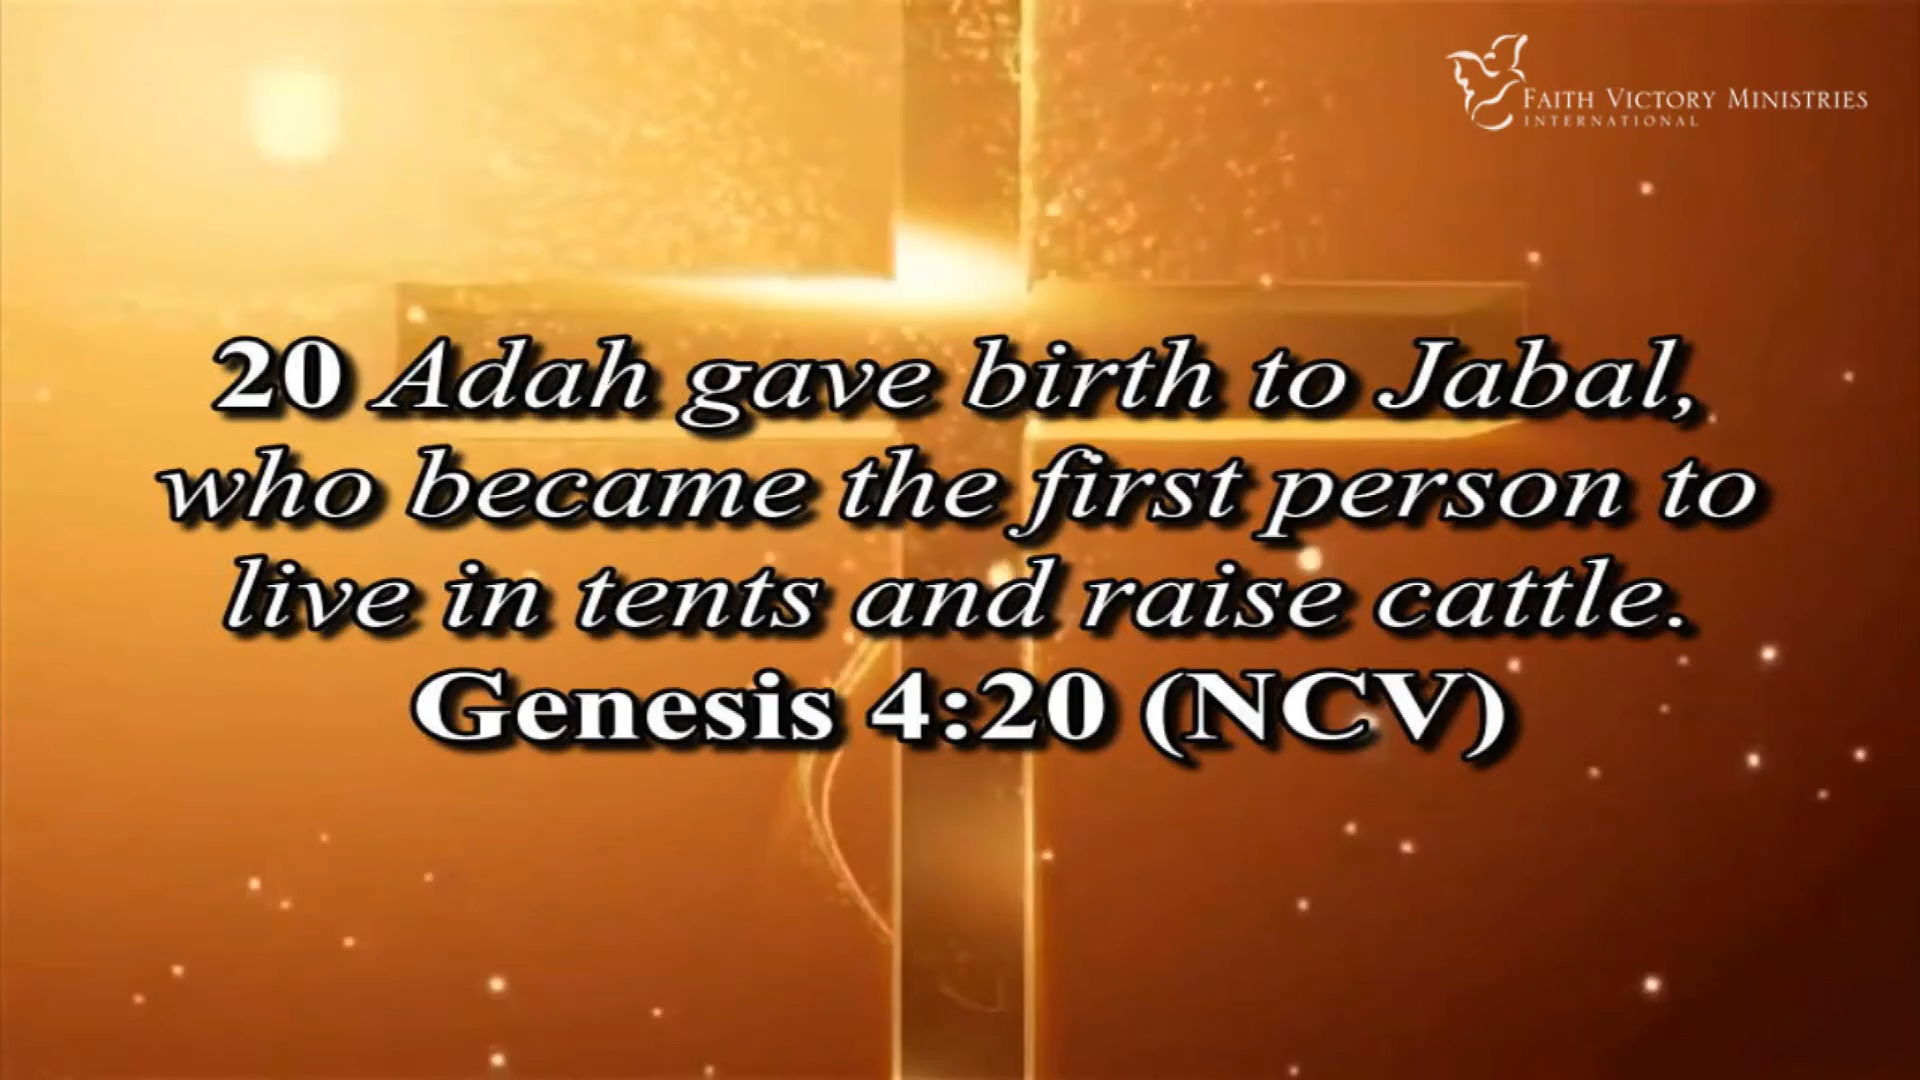 FAITH VICTORY MINISTRIES
INTERNATIONAL
20 Adah gave birth to Jabal,
who became the first person to
live in tents and raise cattle.
Genesis 4:20 (NCV)